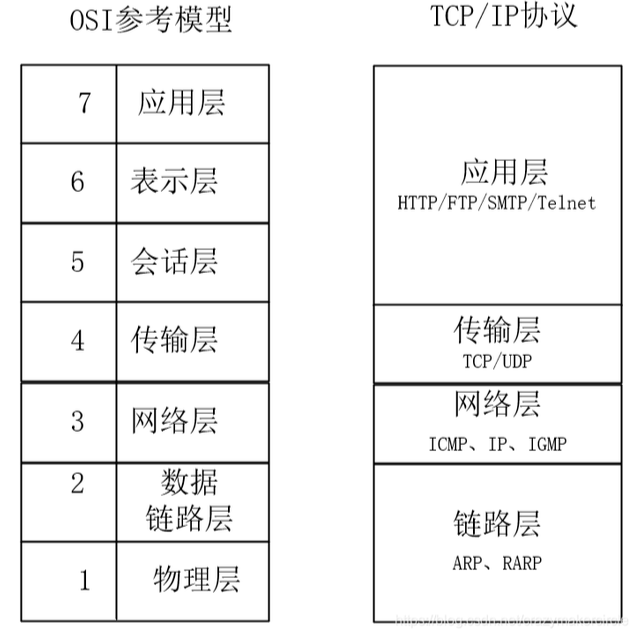 OSI参考模型
7 应用层
6 表示层
5 会话层
4 传输层
3 网络层
2 数据
链路层
1 物理层
TCP/IP协议
应用层
HTTP/FTP/SMTP/Telnet
传输层
TCP/UDP
网络层
ICMP、IP、IGMP
链路层
ARP、RARP